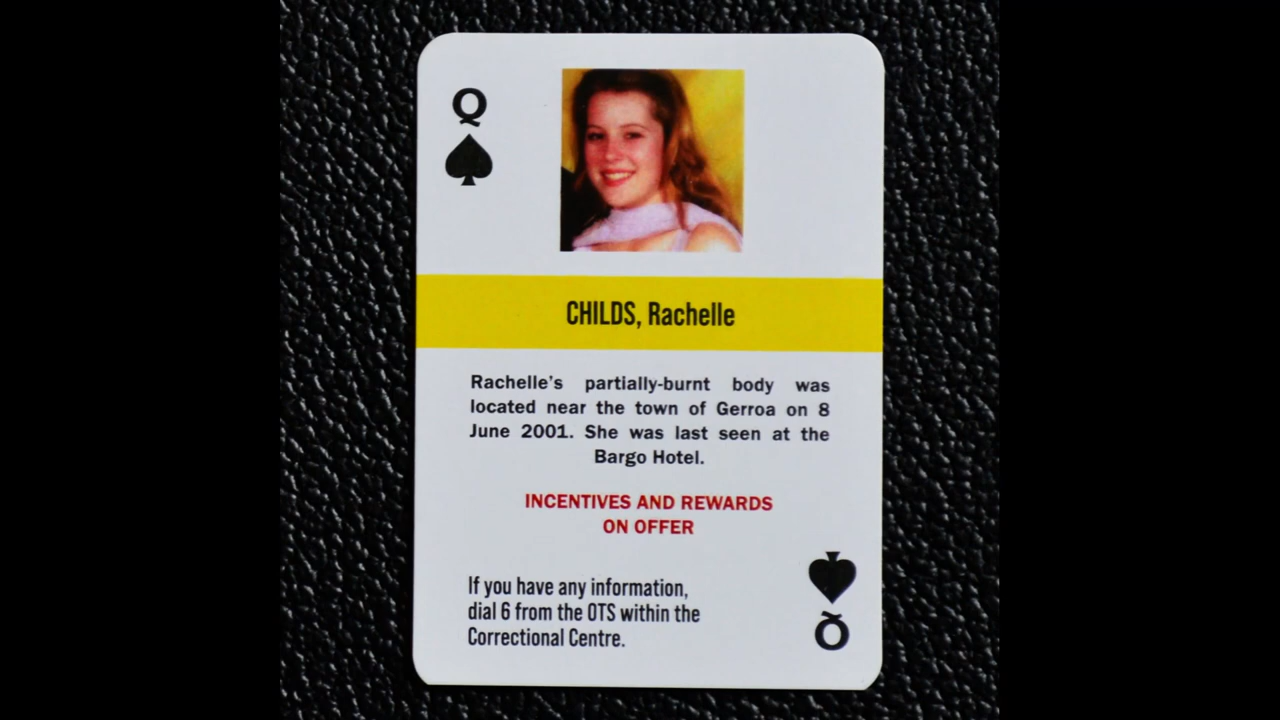 Q
CHILDS, Rachelle
Rachelle's partially-burnt body was
located near the town of Gerroa on 8
June 2001. She was last seen at the
Bargo Hotel.
INCENTIVES AND REWARDS
ON OFFER
If you have any information,
dial 6 from the OTS within the
Correctional Centre.
Q